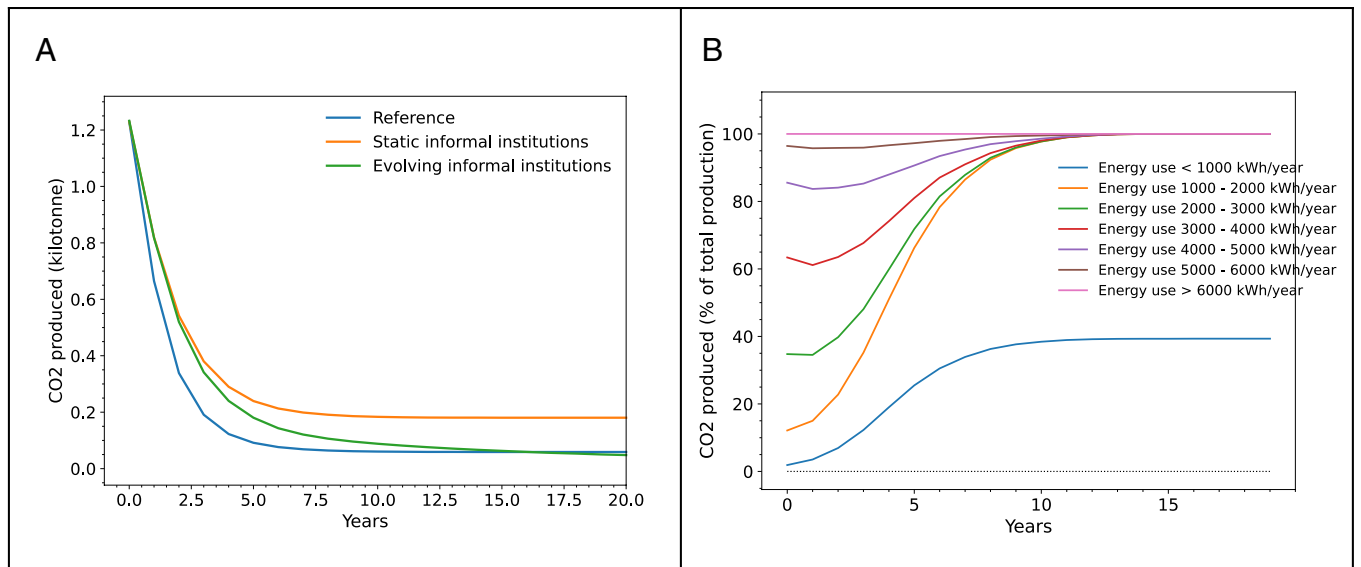 A
CO2 produced (kilotonne)
1.2
1.0
0.8
0.6
0.4
0.2
0.0
Reference
Static informal institutions
Evolving informal institutions
0.0 2.5 5.0 7.5 10.0 12.5 15.0 17.5 20.0
Years
B
CO2 produced (% of total production)
100
80
60
40
20
0
Energy use < 1000 kWh/year
Energy use 1000 - 2000 kWh/year
Energy use 2000 - 3000 kWh/year
Energy use 3000 - 4000 kWh/year
Energy use 4000 - 5000 kWh/year
Energy use 5000 - 6000 kWh/year
Energy use > 6000 kWh/year
0 5 10 15
Years